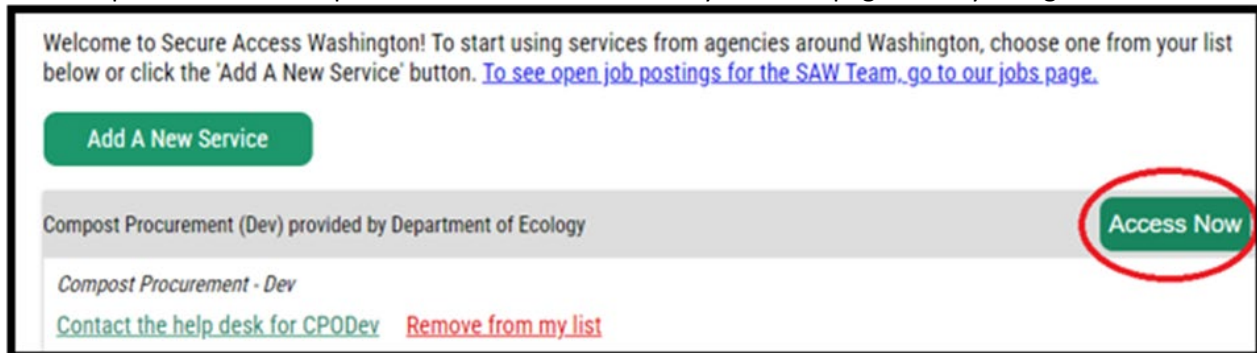 Welcome to Secure Access Washington! To start using services from agencies around Washington, choose one from your list
below or click the 'Add A New Service' button. To see open job postings for the SAW Team, go to our jobs page.
Add A New Service
Compost Procurement (Dev) provided by Department of Ecology Access Now
Compost Procurement - Dev
Contact the help desk for CPODev Remove from my list